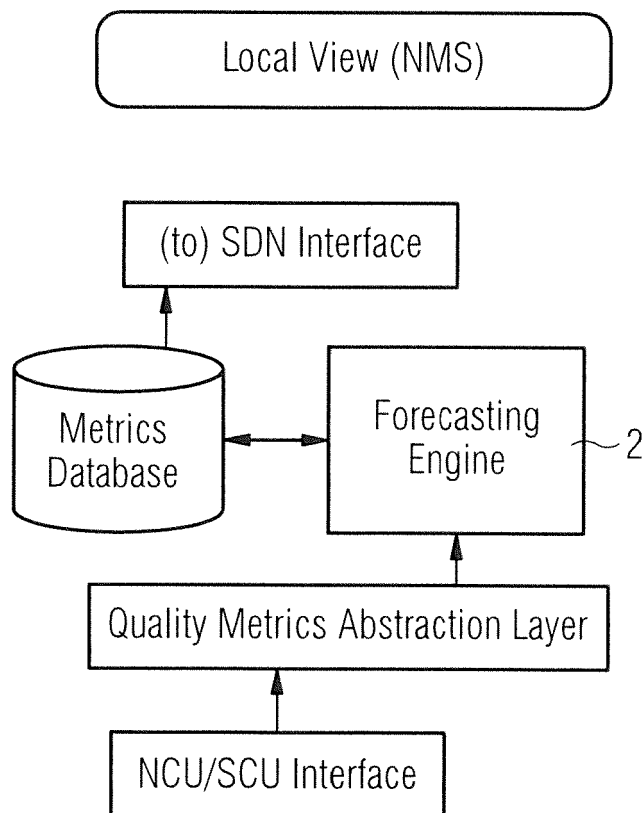 Local View (NMS)
(to) SDN Interface
Metrics
Database
Forecasting
Engine
2
Quality Metrics Abstraction Layer
NCU/SCU Interface